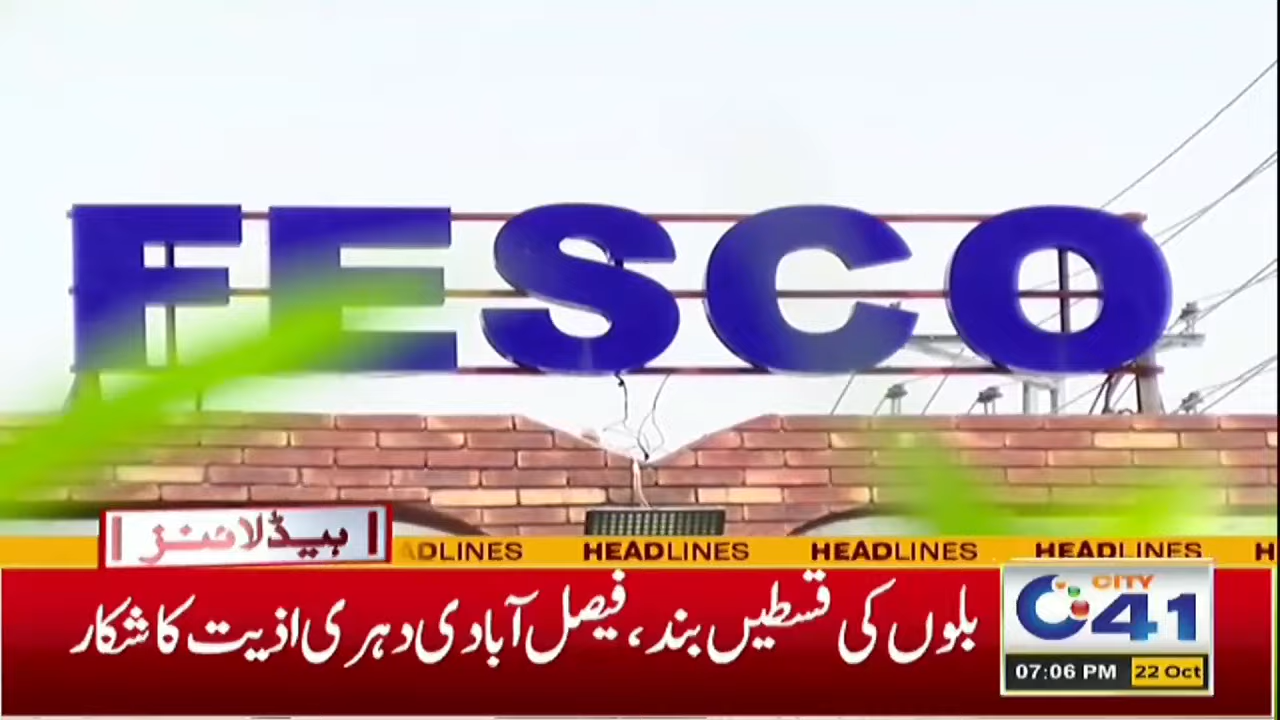 FESCO
ہیڈلائنز
ADLINES HEADLINES HEADLINES HEADLINES H
بلوں کی قسطیں بند، فیصل آبادی دہری اذیت کا شکار
CITY
41
07:06 PM 22 Oct